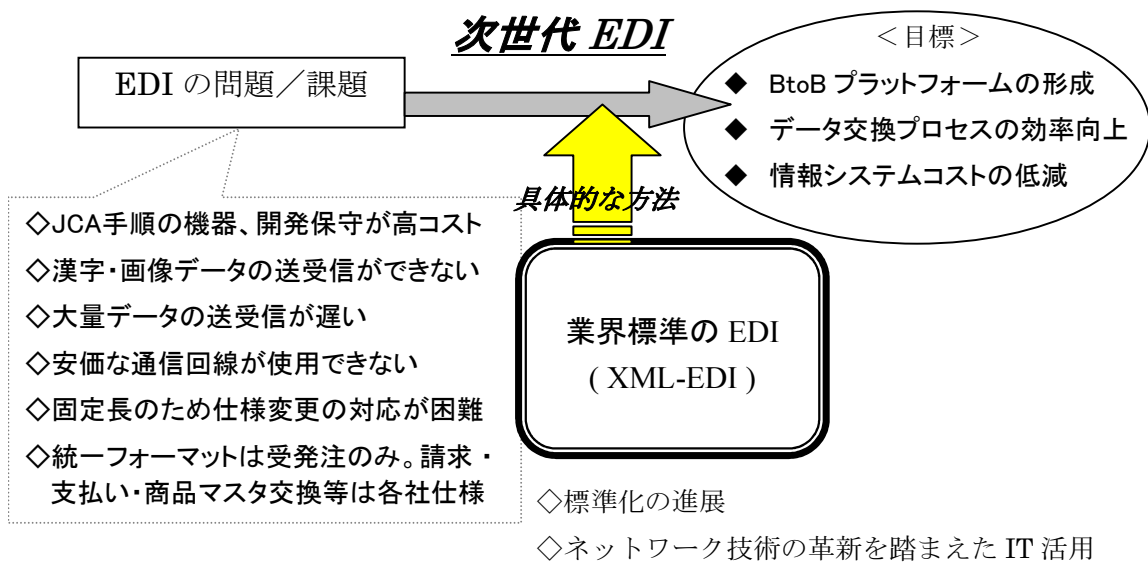 次世代 EDI
EDI の問題／課題
＜目標＞
◆ BtoB プラットフォームの形成
◆ データ交換プロセスの効率向上
◆ 情報システムコストの低減
◇JCA手順の機器、開発保守が高コスト
◇漢字・画像データの送受信ができない
◇大量データの送受信が遅い
◇安価な通信回線が使用できない
◇固定長のため仕様変更の対応が困難
◇統一フォーマットは受発注のみ。請求・
支払い・商品マスタ交換等は各社仕様
具体的な方法
業界標準の EDI
( XML-EDI )
◇標準化の進展
◇ネットワーク技術の革新を踏まえた IT 活用